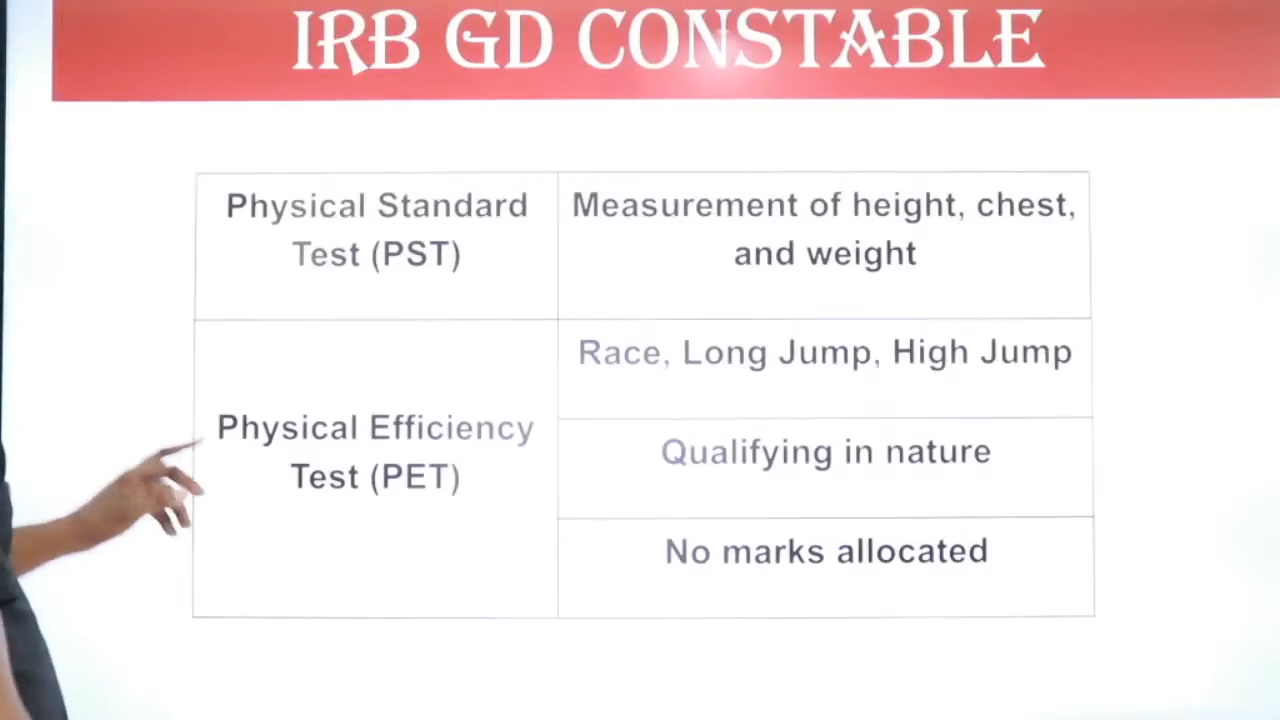 IRB GD CONSTABLE
Physical Standard
Test (PST)
Measurement of height, chest,
and weight
Physical Efficiency
Test (PET)
Race, Long Jump, High Jump
Qualifying in nature
No marks allocated